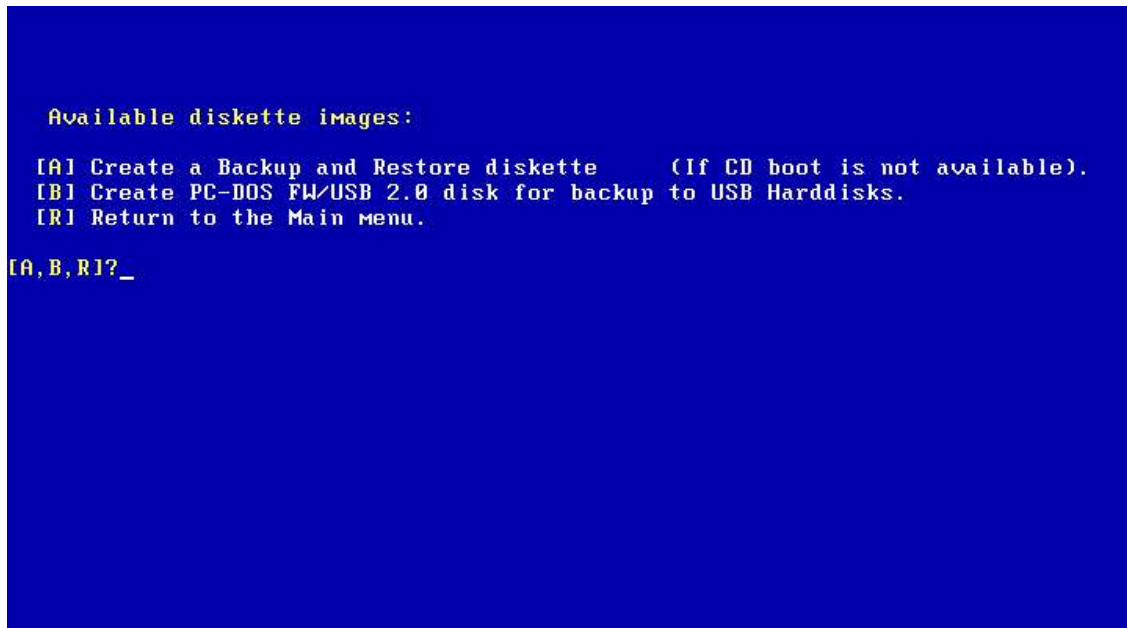 Available diskette images:
[A] Create a Backup and Restore diskette (If CD boot is not available).
[B] Create PC-DOS FW/USB 2.0 disk for backup to USB Harddisks.
[R] Return to the Main menu.
[A,B,R]?_